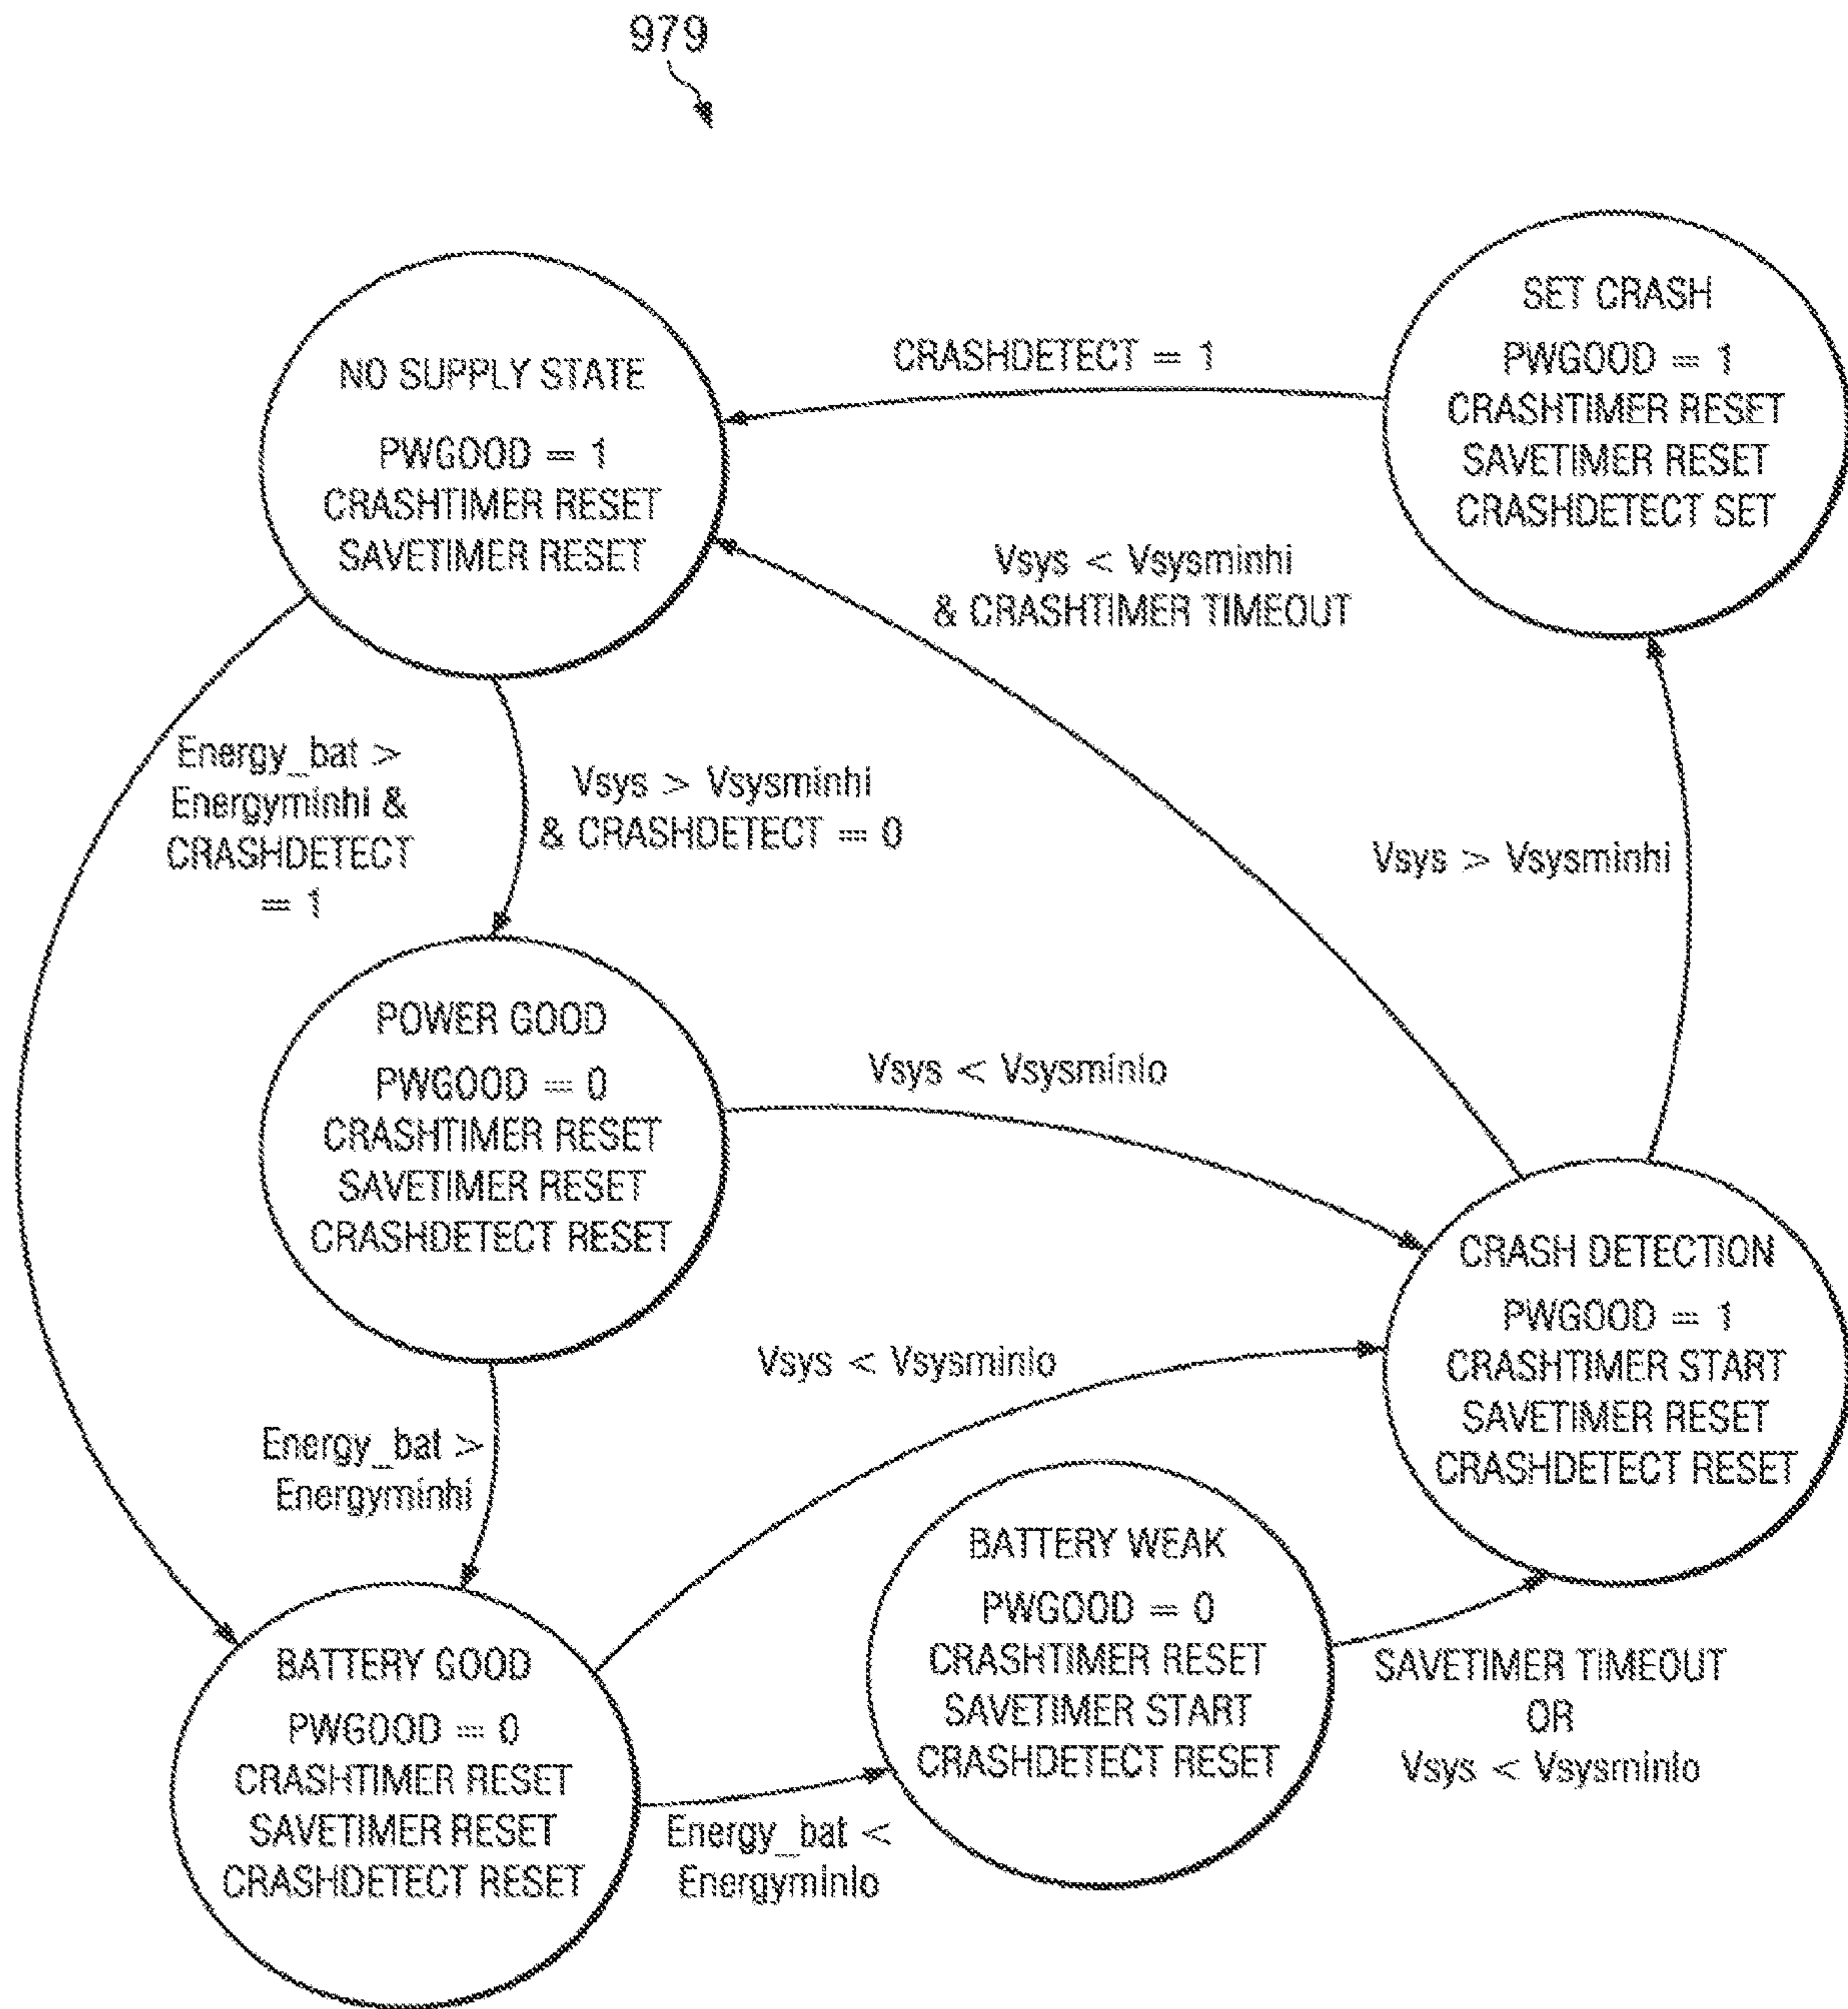 979
NO SUPPLY STATE
PWGOOD = 1
CRASHTIMER RESET
SAVETIMER RESET
CRASHDETECT = 1
SET CRASH
PWGOOD = 1
CRASHTIMER RESET
SAVETIMER RESET
CRASHDETECT SET
Vsys < Vsysminhi
& CRASHTIMER TIMEOUT
Energy_bat >
Energyminhi &
CRASHDETECT
= 1
Vsys > Vsysminhi
& CRASHDETECT = 0
Vsys > Vsysminhi
POWER GOOD
PWGOOD = 0
CRASHTIMER RESET
SAVETIMER RESET
CRASHDETECT RESET
Vsys < Vsysminlo
CRASH DETECTION
PWGOOD = 1
CRASHTIMER START
SAVETIMER RESET
CRASHDETECT RESET
Vsys < Vsysminlo
Energy_bat >
Energyminhi
BATTERY WEAK
PWGOOD = 0
CRASHTIMER RESET
SAVETIMER START
CRASHDETECT RESET
SAVETIMER TIMEOUT
OR
Vsys < Vsysminlo
BATTERY GOOD
PWGOOD = 0
CRASHTIMER RESET
SAVETIMER RESET
CRASHDETECT RESET
Energy_bat <
Energyminlo